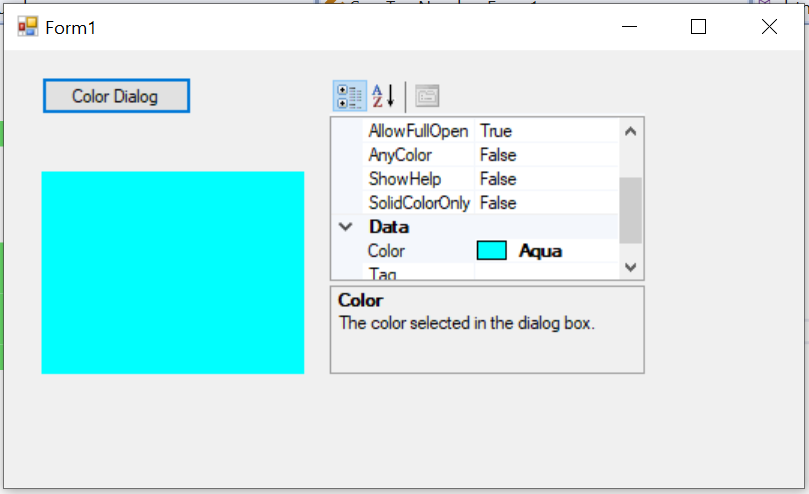 Form1
Color Dialog
AllowFullOpen True
AnyColor False
ShowHelp False
SolidColorOnly False
Data
Color Aqua
Tag
Color
The color selected in the dialog box.